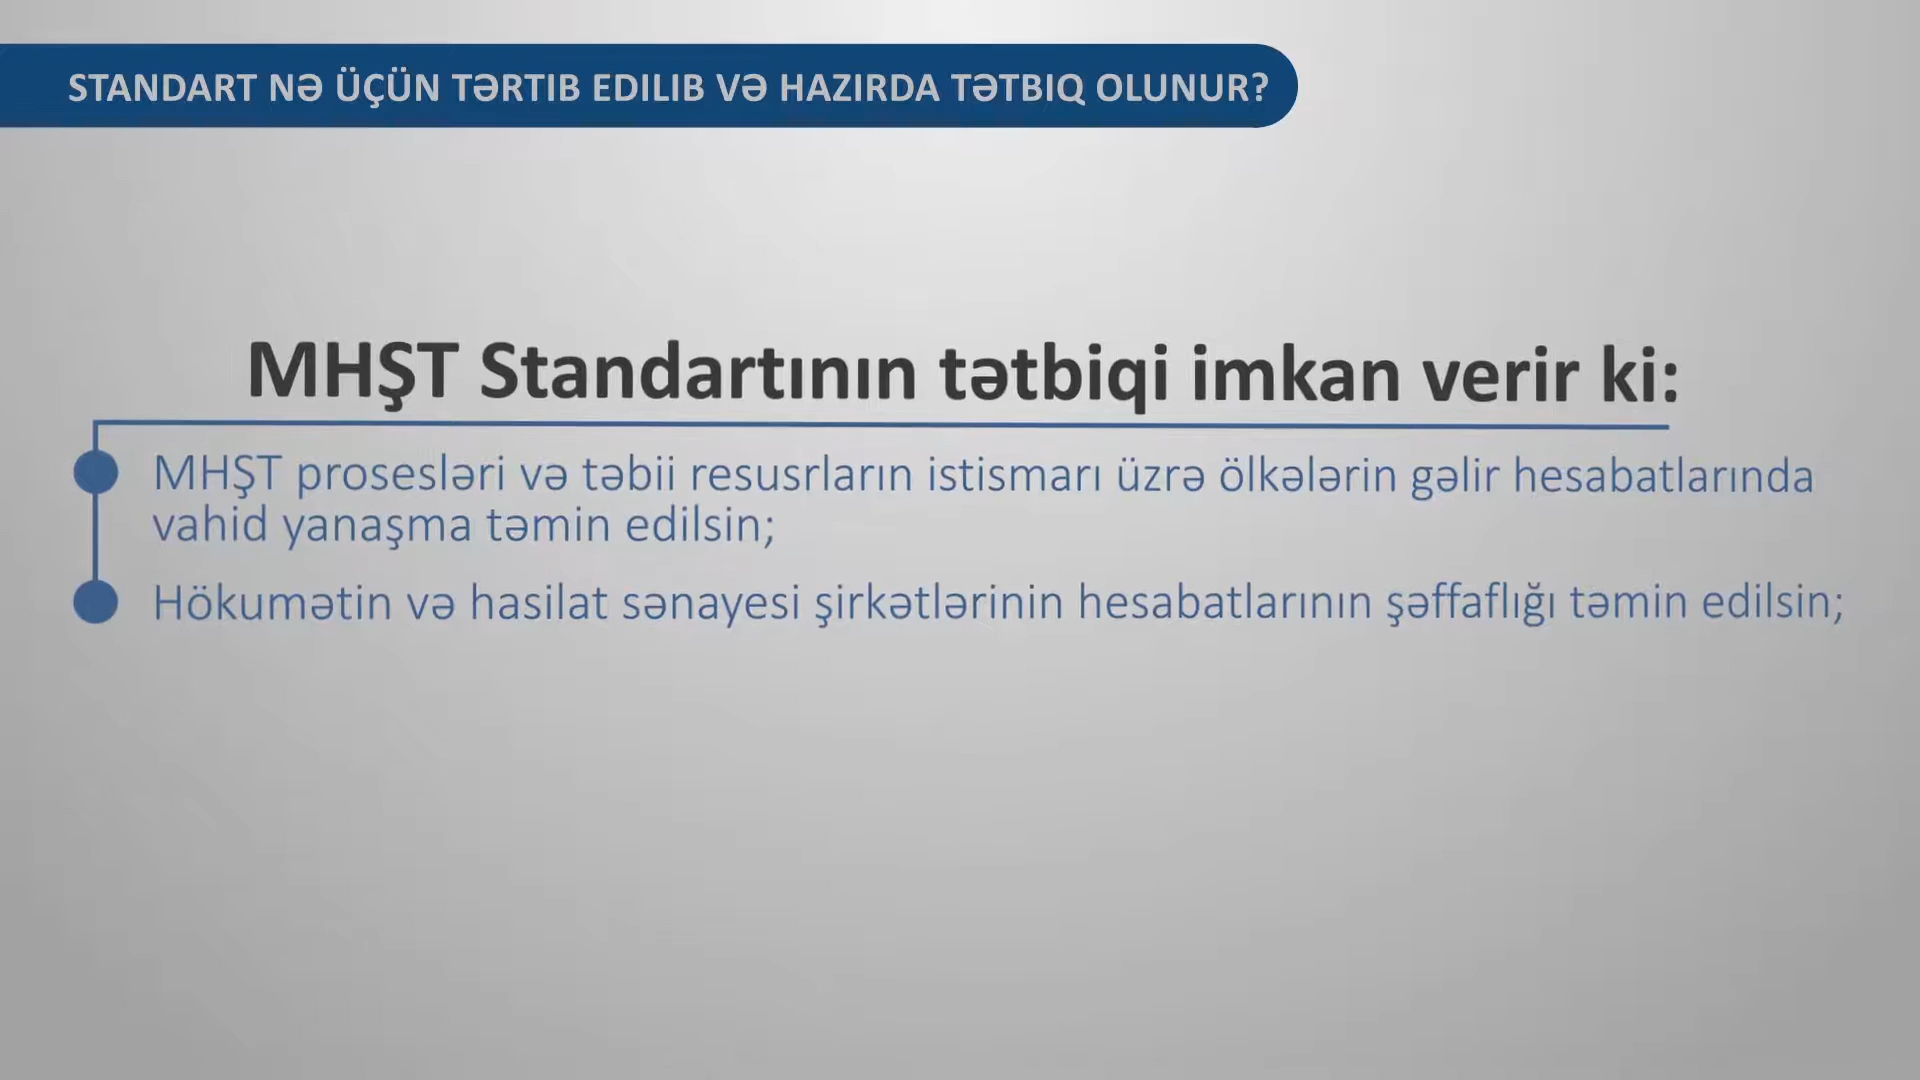 STANDART NƏ ÜÇÜN TƏRTIB EDILIB VƏ HAZIRDA TƏTBIQ OLUNUR?
MHŞT Standartının tətbiqi imkan verir ki:
MHŞT prosesləri və təbii resusrların istismarı üzrə ölkələrin gəlir hesabatlarında
vahid yanaşma təmin edilsin;
Hökumətin və hasilat sənayesi şirkətlərinin hesabatlarının şəffaflığı təmin edilsin;